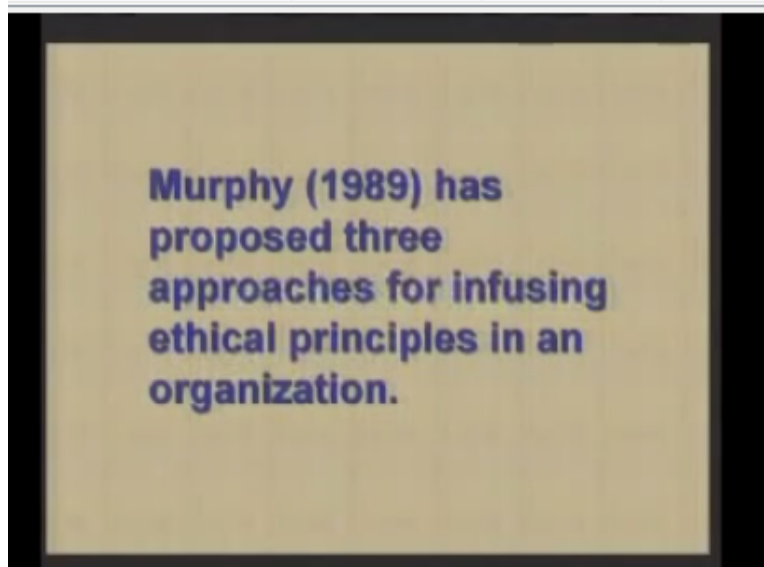 Murphy (1989) has
proposed three
approaches for infusing
ethical principles in an
organization.